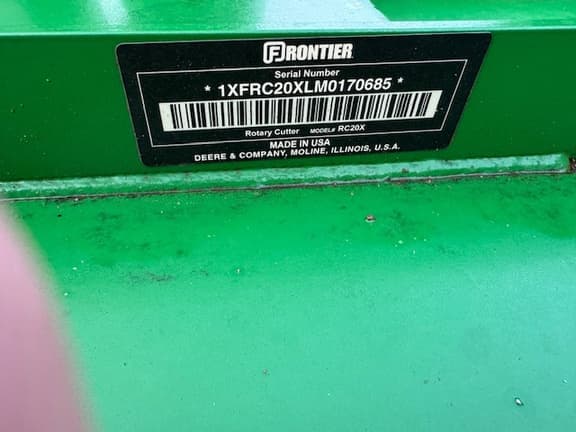 FRONTIER
Serial Number
* 1XFRC20XLM0170685 *
Rotary Cutter MODEL# RC20X
MADE IN USA
DEERE & COMPANY, MOLINE, ILLINOIS, U.S.A.